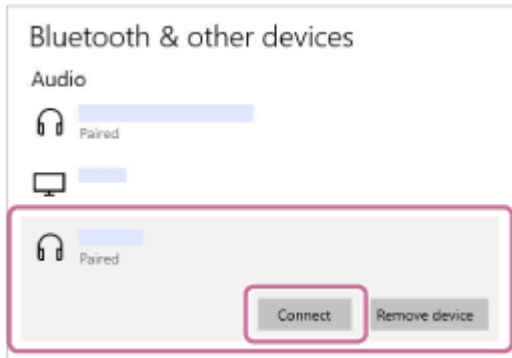 Bluetooth & other devices
Audio
Paired
Paired
Connect Remove device